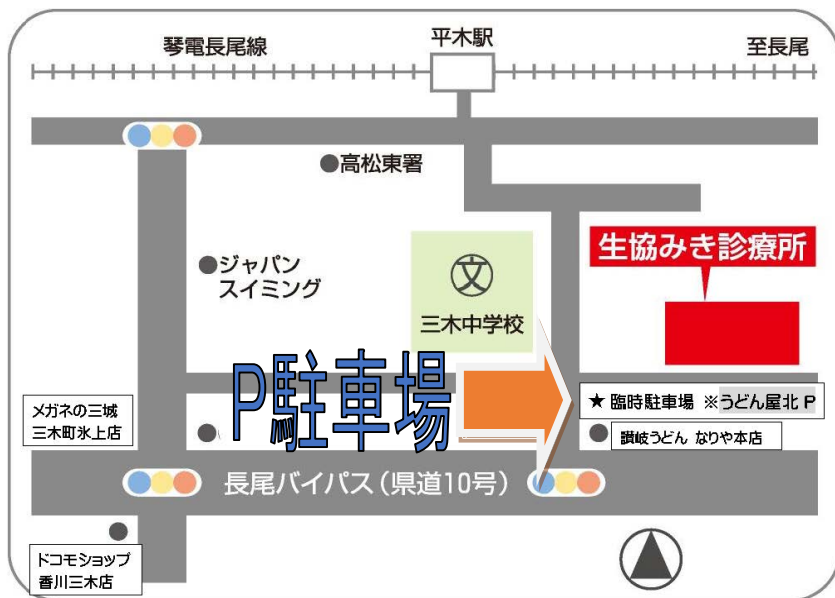 琴電長尾線
平木駅
至長尾
高松東署
生協みき診療所
ジャパン
スイミング
文
三木中学校
P駐車場
★ 臨時駐車場 ※うどん屋北 P
メガネの三城
三木町氷上店
讃岐うどん なりや本店
長尾バイパス(県道10号)
ドコモショップ
香川三木店